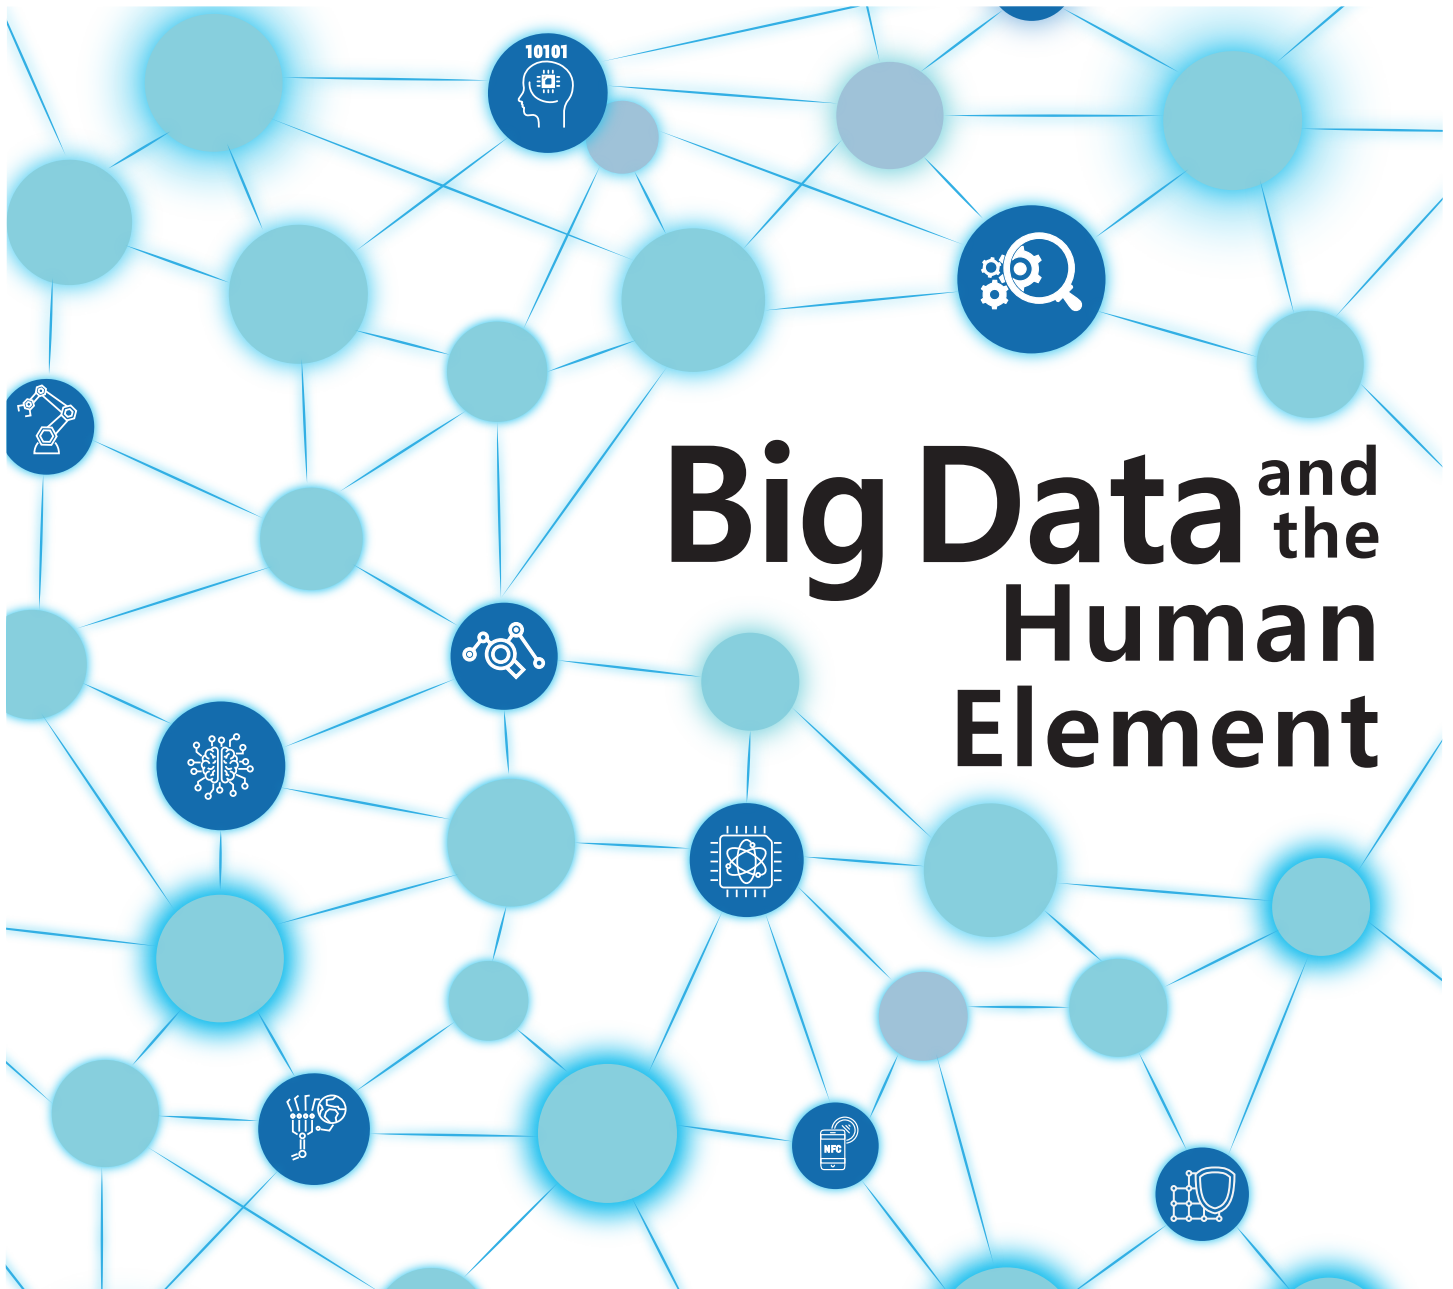 10101
Big Data and
the
Human
Element
NFC